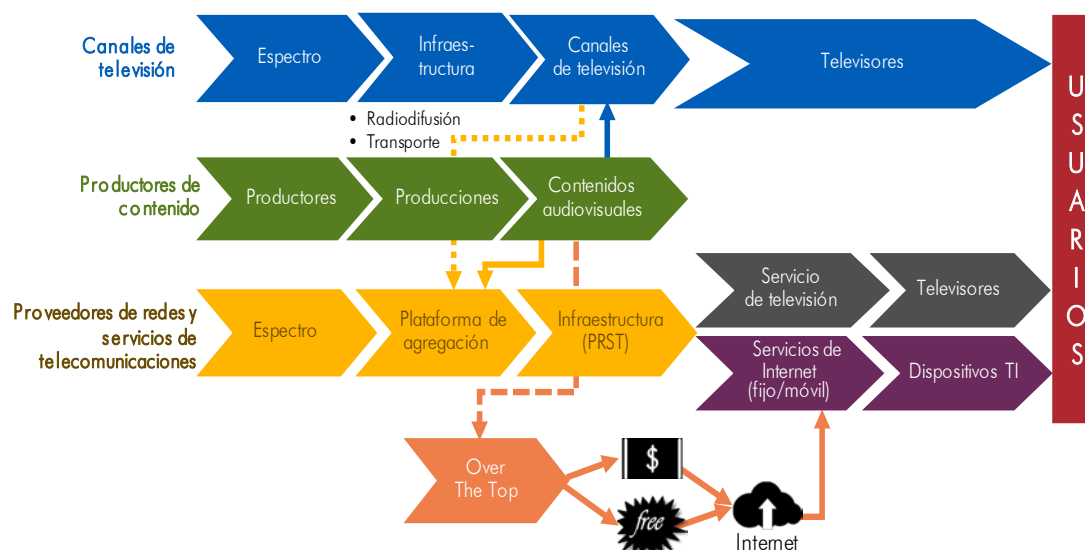 Canales de
televisión
Espectro
Infraes-
tructura
Canales
de televisión
Televisores
• Radiodifusión
• Transporte
Productores de
contenido
Productores
Producciones
Contenidos
audiovisuales
Proveedores de redes y
servicios de
telecomunicaciones
Espectro
Plataforma de
agregación
Infraestructura
(PRST)
Servicio
de televisión
Televisores
Servicios de
Internet
(fijo/móvil)
Dispositivos TI
Over
The Top
$
free
Internet
USUARIOS